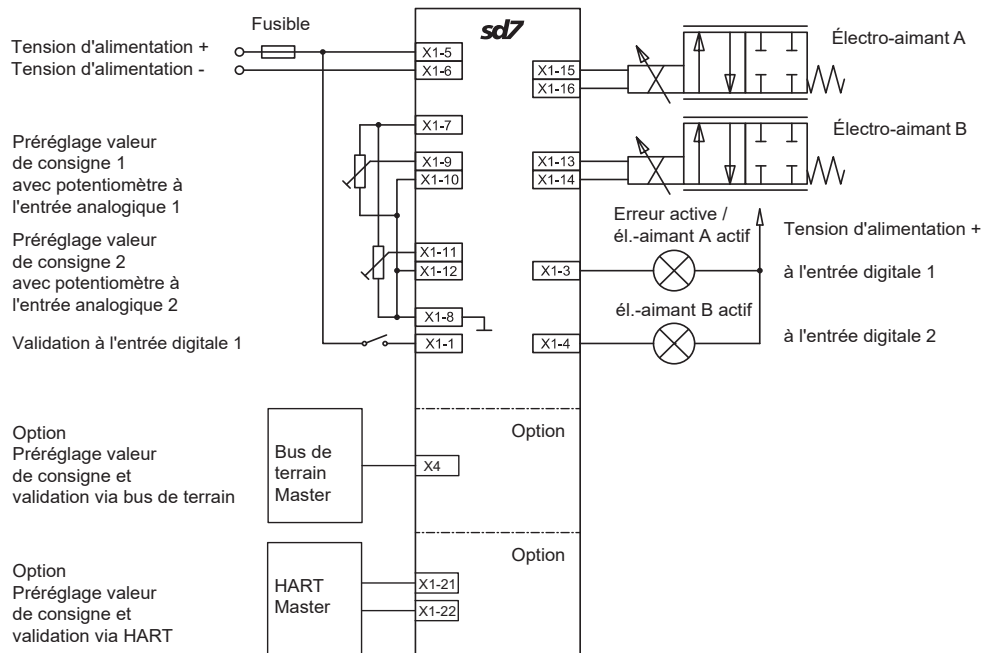 Fusible
sd7
Tension d'alimentation +
Tension d'alimentation -
X1-5
X1-6
X1-15
X1-16
Électro-aimant A
Préréglage valeur
de consigne 1
avec potentiomètre à
l'entrée analogique 1
X1-7
X1-9
X1-10
X1-13
X1-14
Électro-aimant B
Préréglage valeur
de consigne 2
avec potentiomètre à
l'entrée analogique 2
X1-11
X1-12
X1-8
Erreur active /
él.-aimant A actif
Tension d'alimentation +
X1-3
à l'entrée digitale 1
él.-aimant B actif
Validation à l'entrée digitale 1
X1-1
X1-4
à l'entrée digitale 2
Option
Préréglage valeur
de consigne et
validation via bus de terrain
Bus de
terrain
Master
X4
Option
Option
Préréglage valeur
de consigne et
validation via HART
HART
Master
X1-21
X1-22
Option